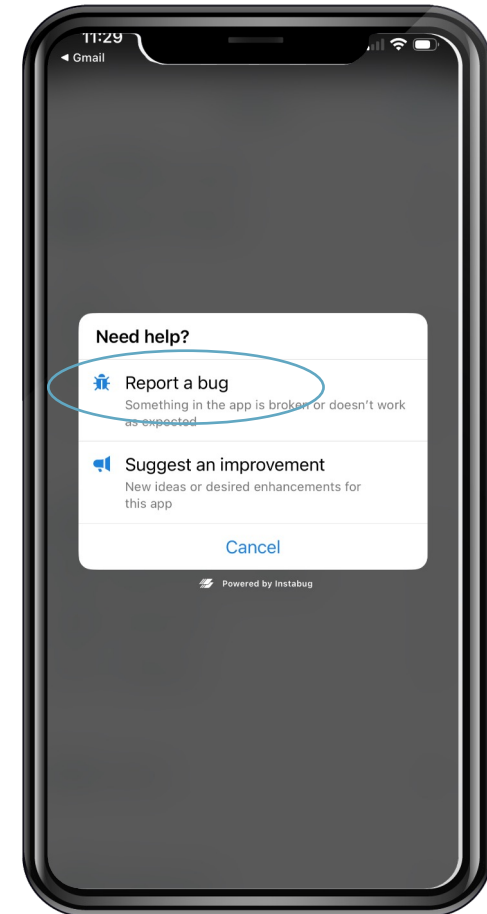 11:29
◀ Gmail
Need help?
Report a bug
Something in the app is broken or doesn't work
as expected
Suggest an improvement
New ideas or desired enhancements for
this app
Cancel
Powered by Instabug